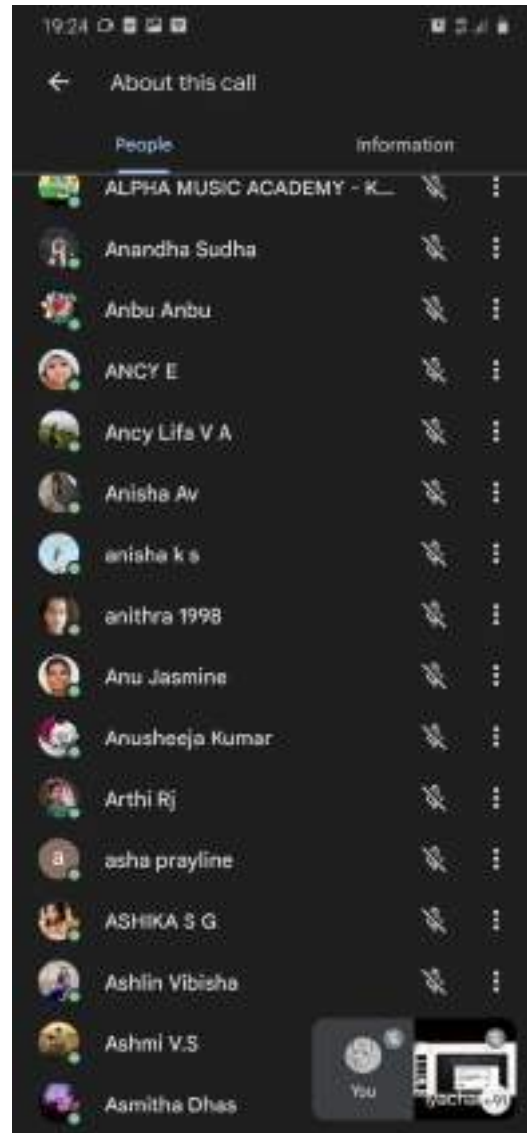 19:24
About this call
People Information
ALPHA MUSIC ACADEMY - K...
Anandha Sudha
Anbu Anbu
ANCY E
Ancy Lifa V A
Anisha Av
anisha k s
anithra 1998
Anu Jasmine
Anusheeja Kumar
Arthi Rj
a asha prayline
ASHIKA S G
Ashlin Vibisha
Ashmi V.S
You
Asmitha Dhas